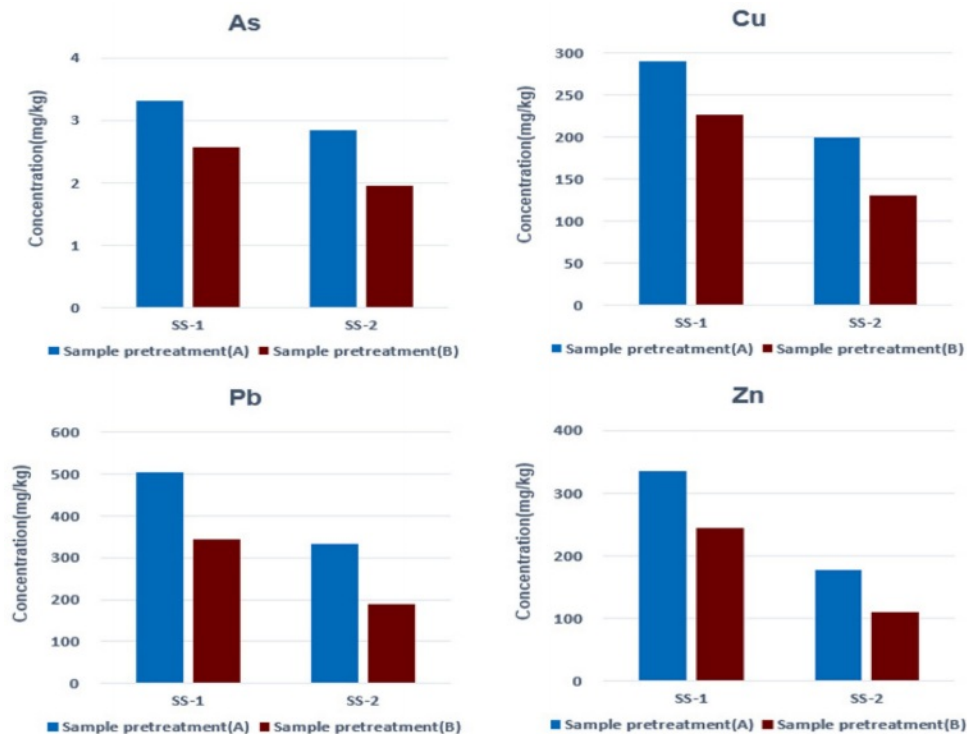 As
Concentration(mg/kg)
4
3
2
1
0
SS-1 SS-2
Sample pretreatment(A) Sample pretreatment(B)
Cu
Concentration(mg/kg)
300
250
200
150
100
50
0
SS-1 SS-2
Sample pretreatment(A) Sample pretreatment(B)
Pb
Concentration(mg/kg)
600
500
400
300
200
100
0
SS-1 SS-2
Sample pretreatment(A) Sample pretreatment(B)
Zn
Concentration(mg/kg)
400
300
200
100
0
SS-1 SS-2
Sample pretreatment(A) Sample pretreatment(B)